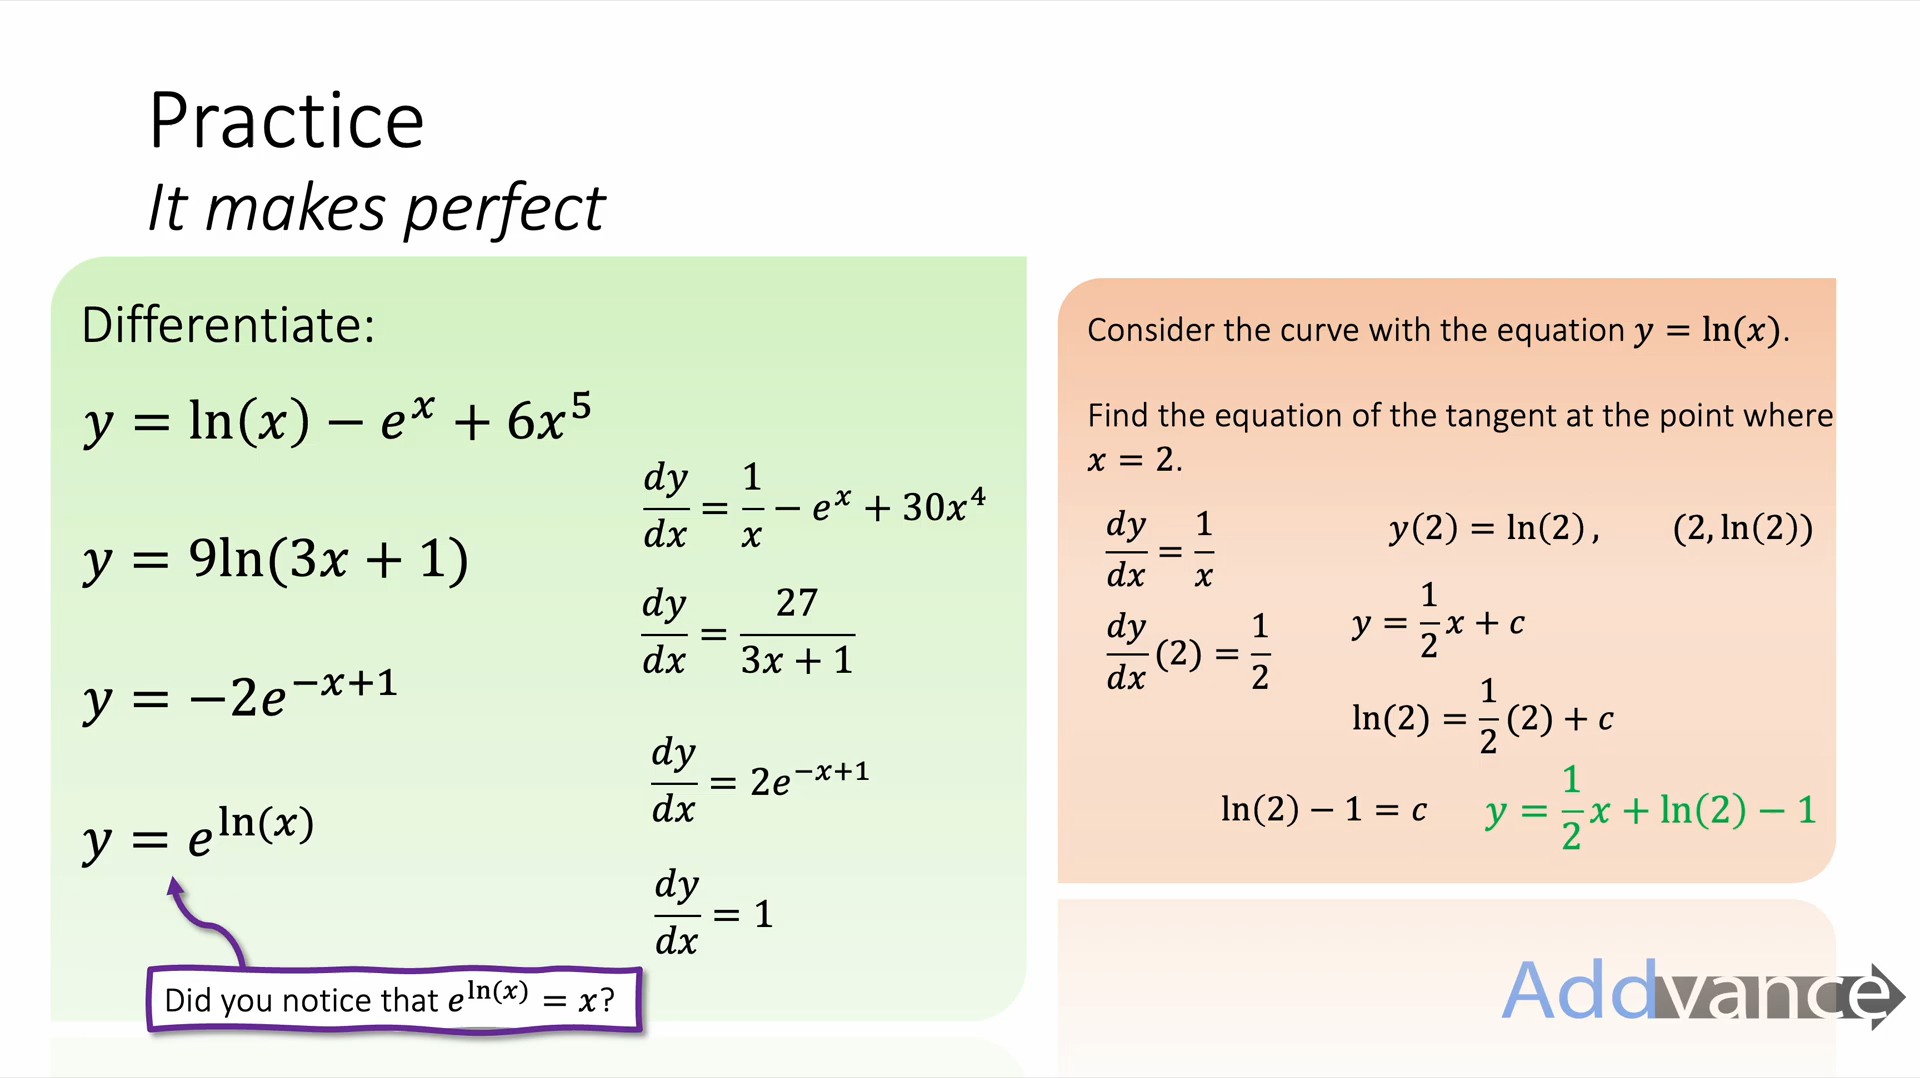 Practice
It makes perfect
Differentiate:
y = ln(x) − e^x + 6x^5
dy/dx = 1/x − e^x + 30x^4
y = 9ln(3x + 1)
dy/dx = 27/(3x + 1)
y = −2e^(−x+1)
dy/dx = 2e^(−x+1)
y = e^ln(x)
dy/dx = 1
Did you notice that e^ln(x) = x?
Consider the curve with the equation y = ln(x).
Find the equation of the tangent at the point where
x = 2.
dy/dx = 1/x
y(2) = ln(2), (2, ln(2))
dy/dx (2) = 1/2
y = 1/2 x + c
ln(2) = 1/2 (2) + c
ln(2) − 1 = c
y = 1/2 x + ln(2) − 1
Addvance